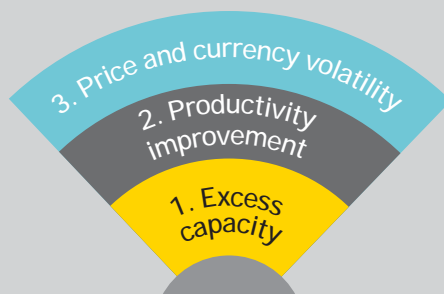 3. Price and currency volatility
2. Productivity
improvement
1. Excess
capacity